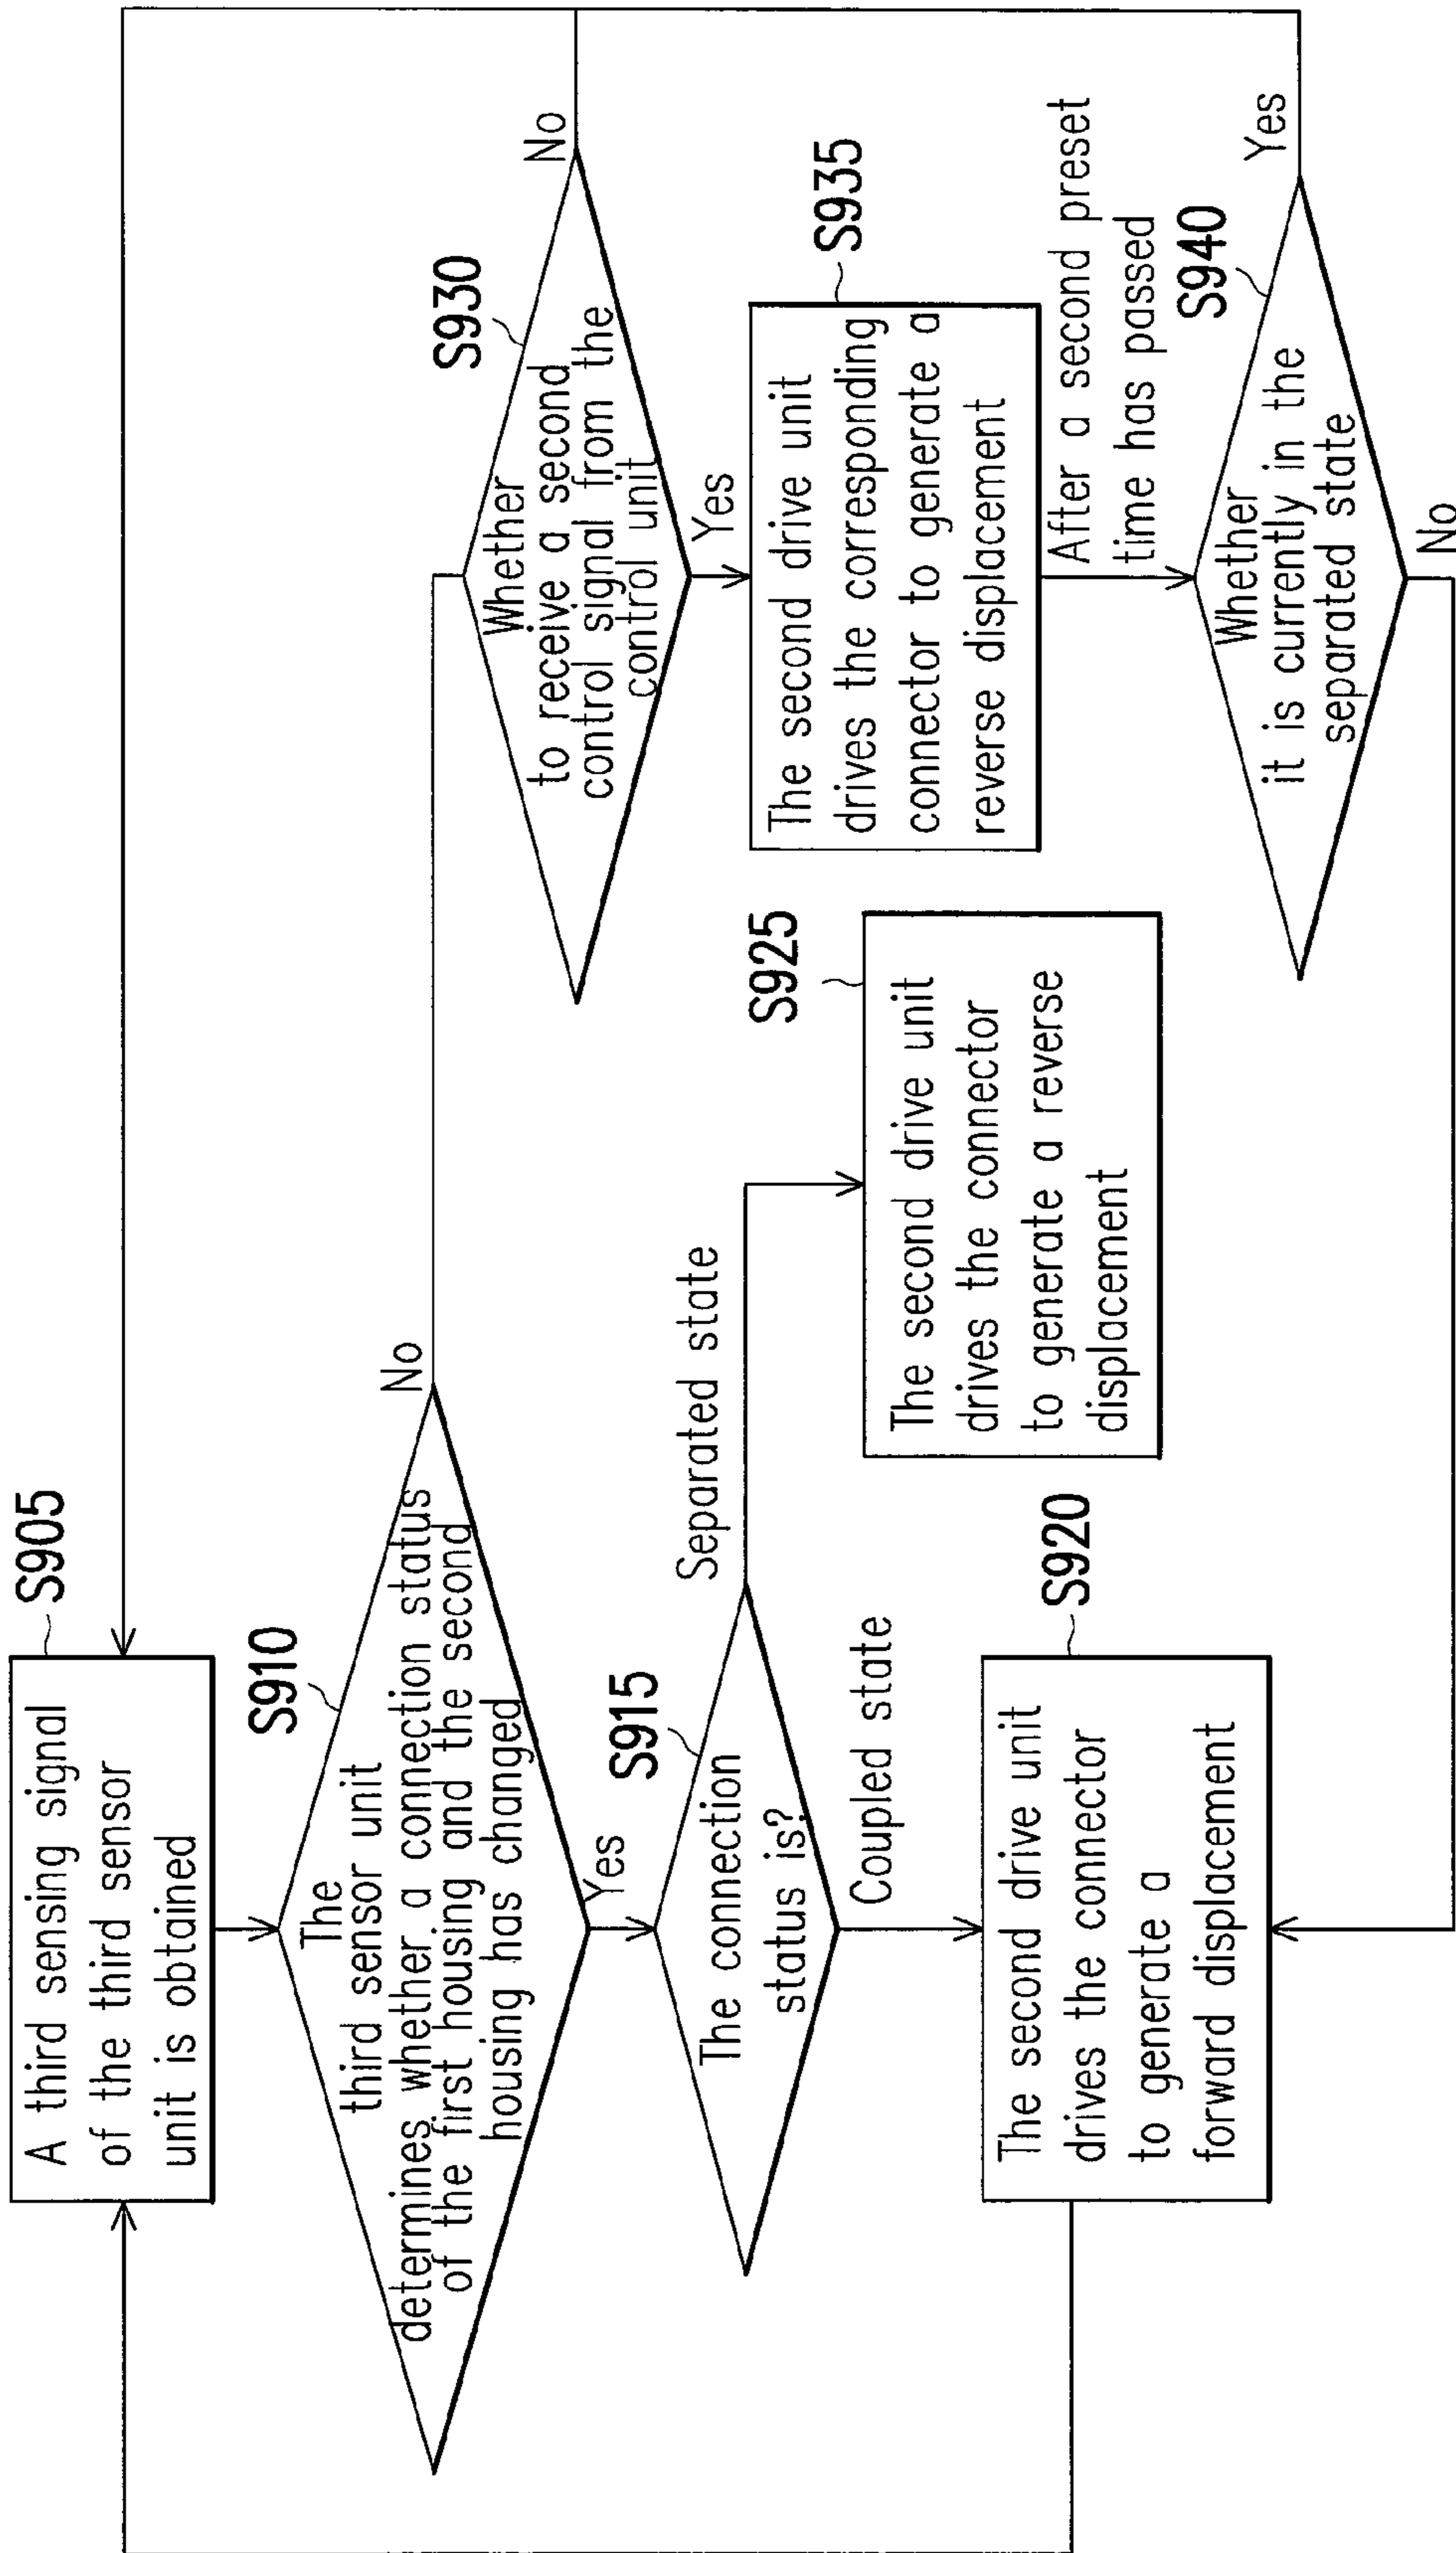 A third sensing signal
of the third sensor
unit is obtained
S905
The
third sensor unit
determines whether a connection status
of the first housing and the second
housing has changed
S910
No
Yes
The connection
status is?
S915
Separated state
Coupled state
The second drive unit
drives the connector
to generate a
forward displacement
S920
The second drive unit
drives the connector
to generate a reverse
displacement
S925
Whether
to receive a second
control signal from the
control unit
S930
No
Yes
The second drive unit
drives the corresponding
connector to generate a
reverse displacement
S935
After a second preset
time has passed
Whether
it is currently in the
separated state
S940
Yes
No